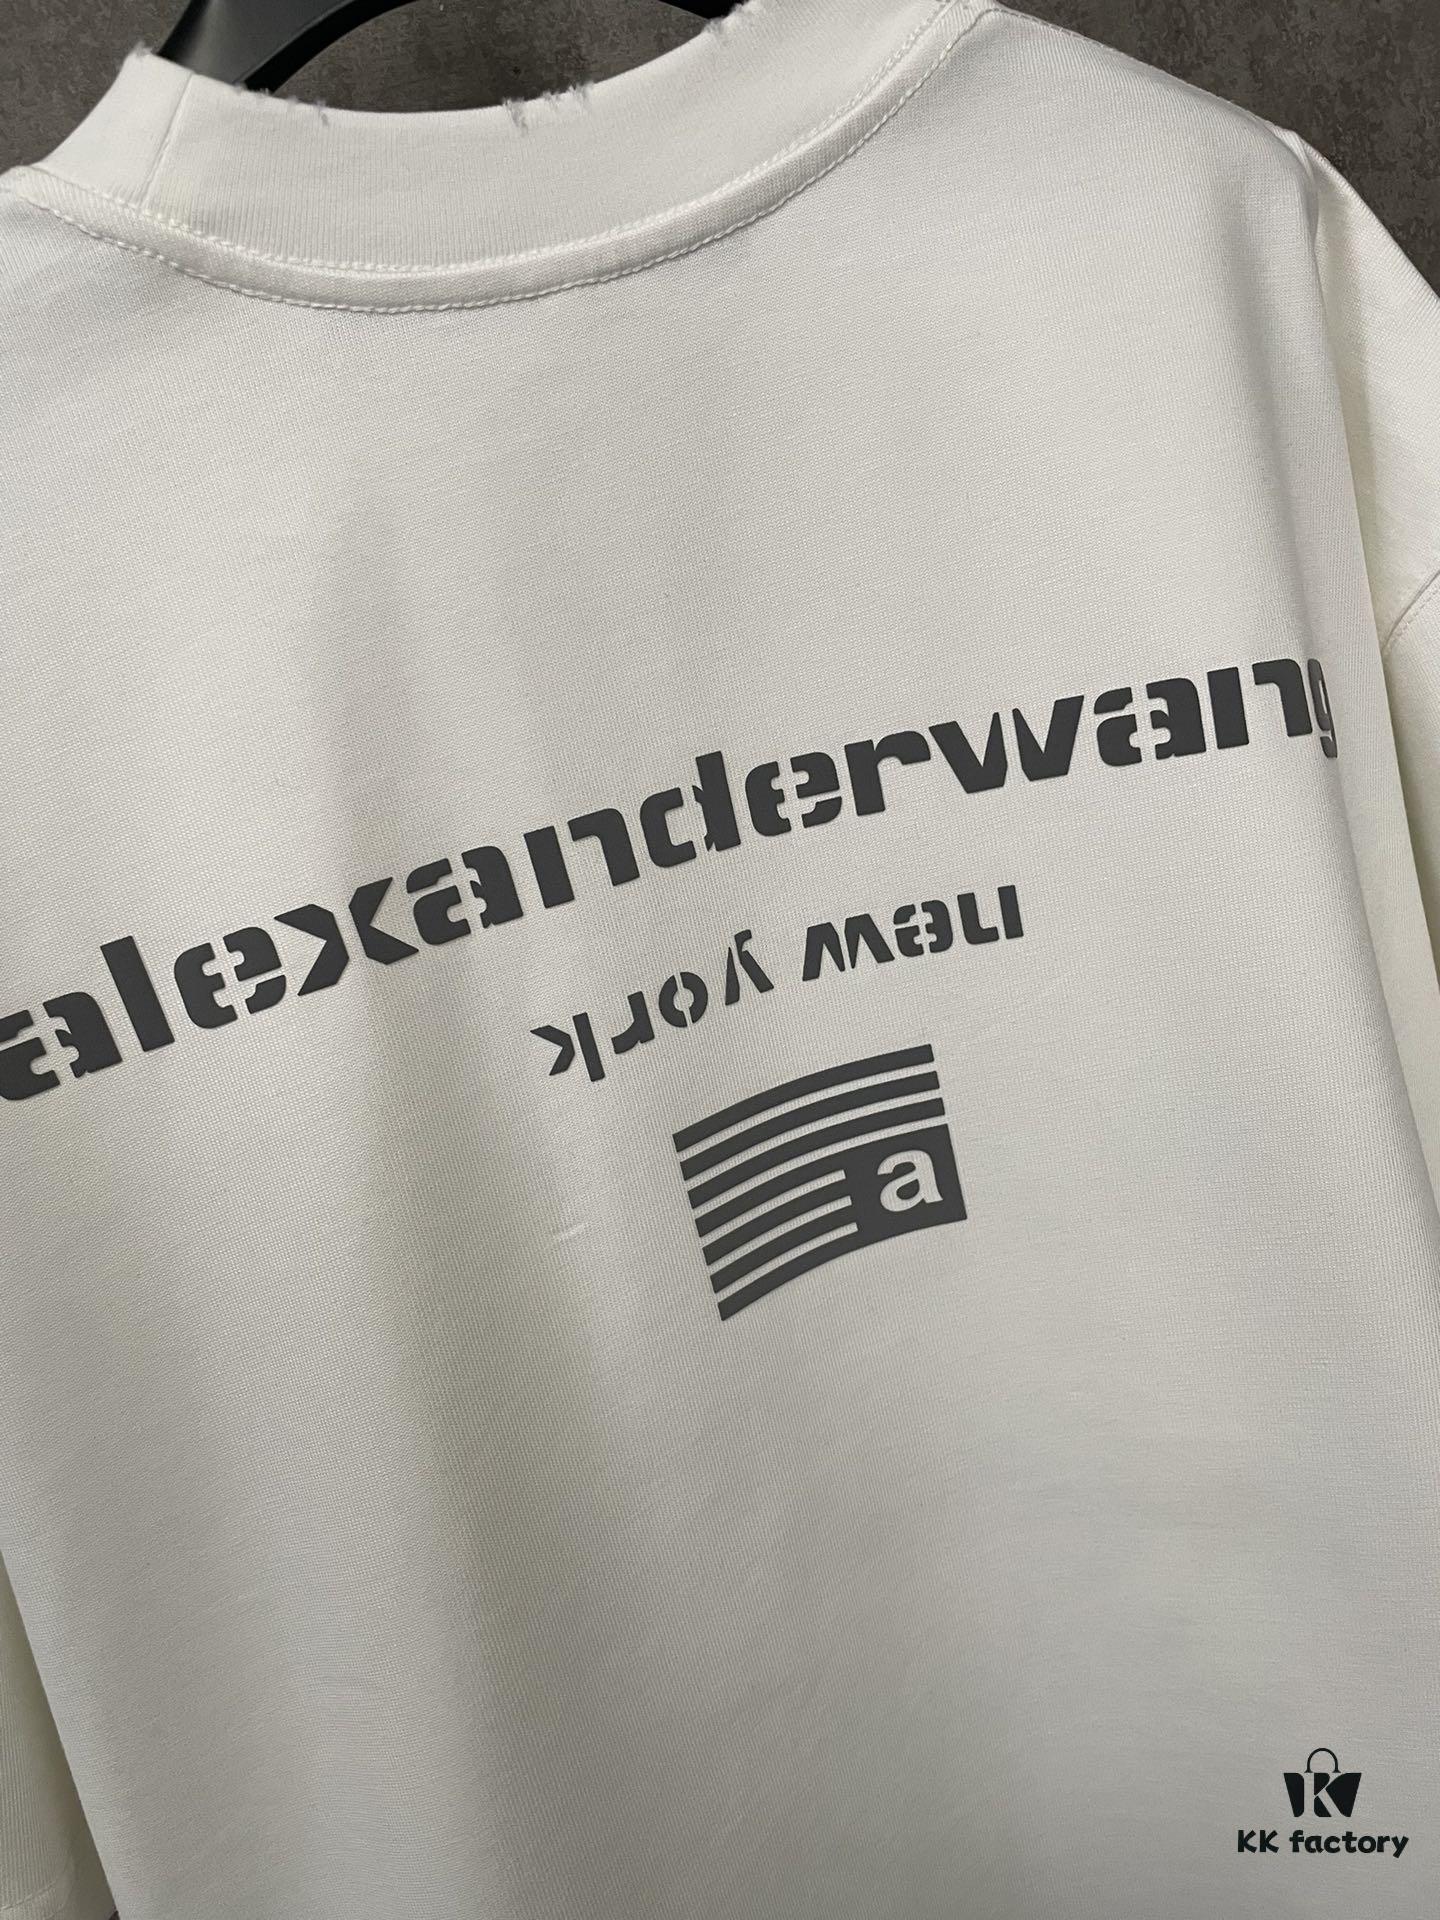 alexanderwang
new york
a
KK factory